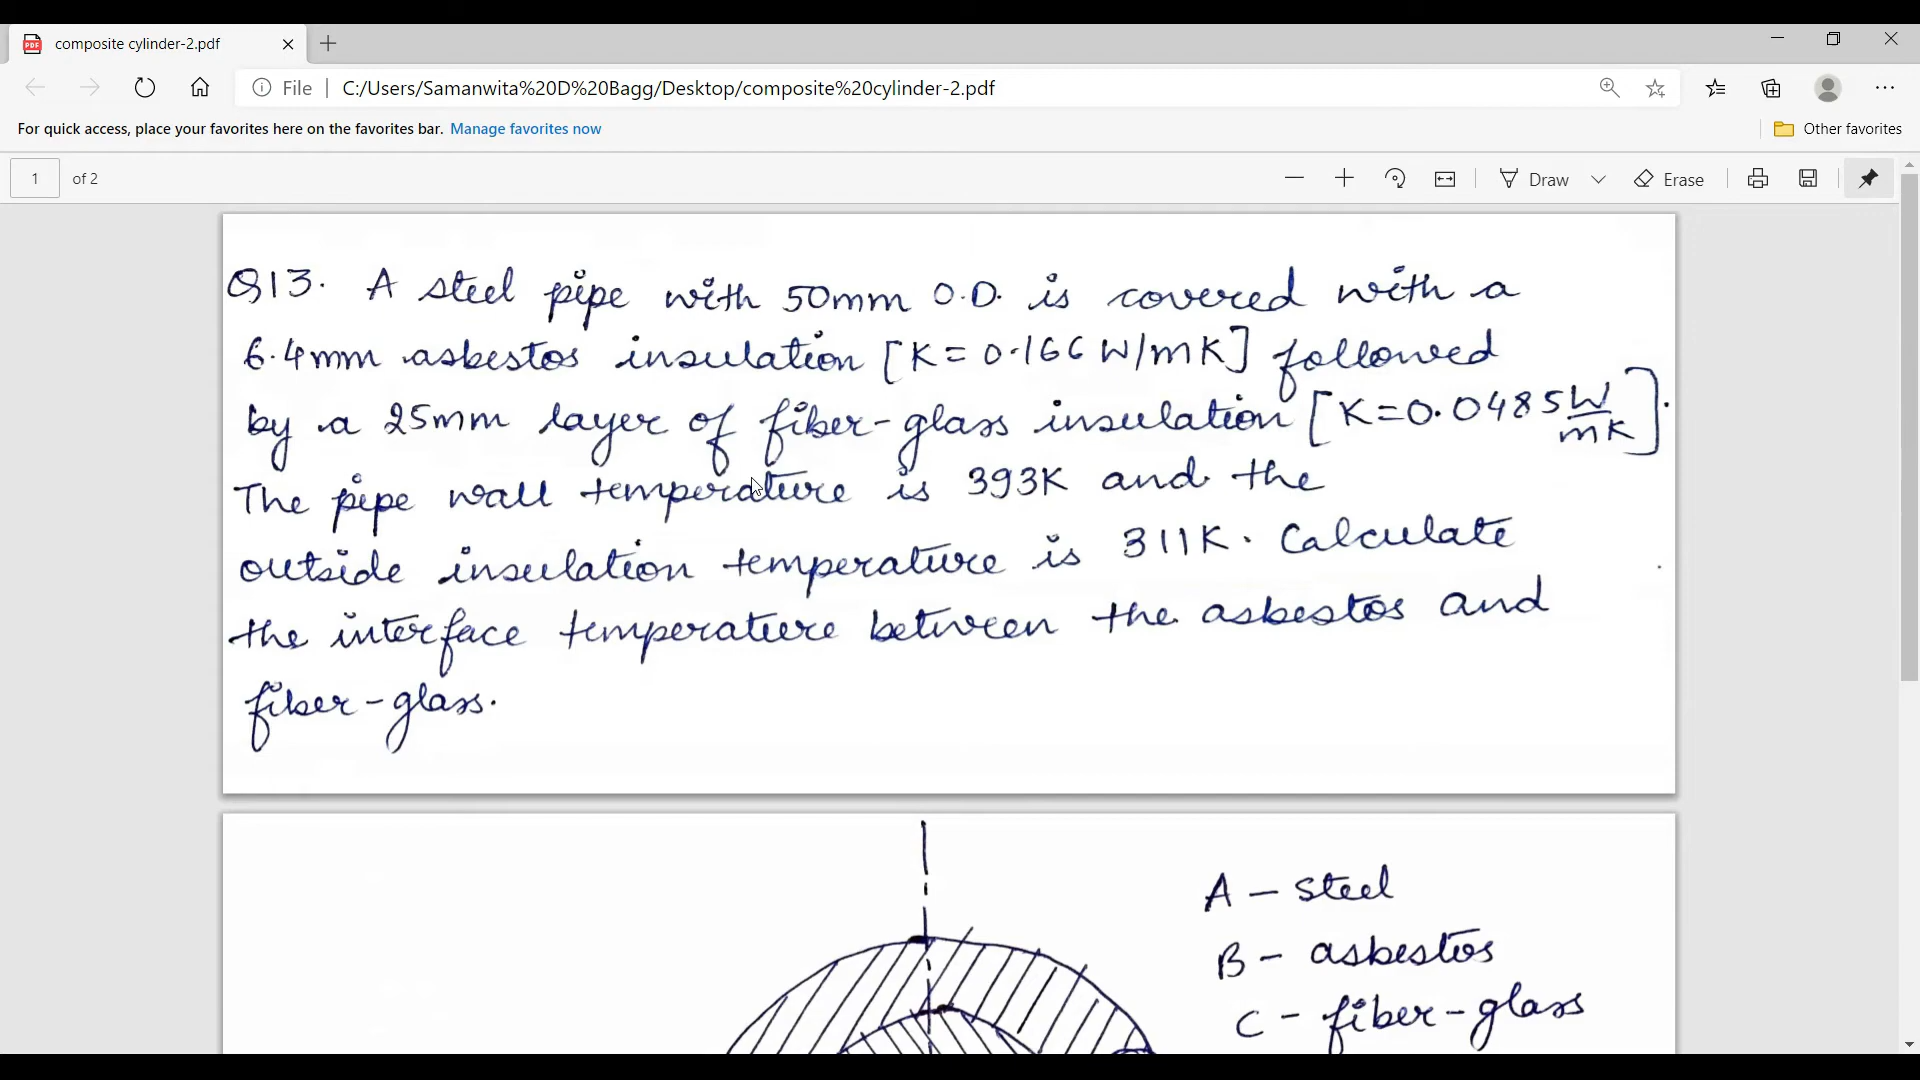 composite cylinder-2.pdf
File | C:/Users/Samanwita%20D%20Bagg/Desktop/composite%20cylinder-2.pdf
For quick access, place your favorites here on the favorites bar. Manage favorites now
Other favorites
1 of 2
Draw
Erase
Q13. A steel pipe with 50mm O.D. is covered with a
6.4mm asbestos insulation [K = 0.166 W/mK] followed
by a 25mm layer of fiber-glass insulation [K=0.0485 W/mK].
The pipe wall temperature is 393K and the
outside insulation temperature is 311K. Calculate
the interface temperature between the asbestos and
fiber-glass.
A - steel
B - asbestos
C - fiber-glass